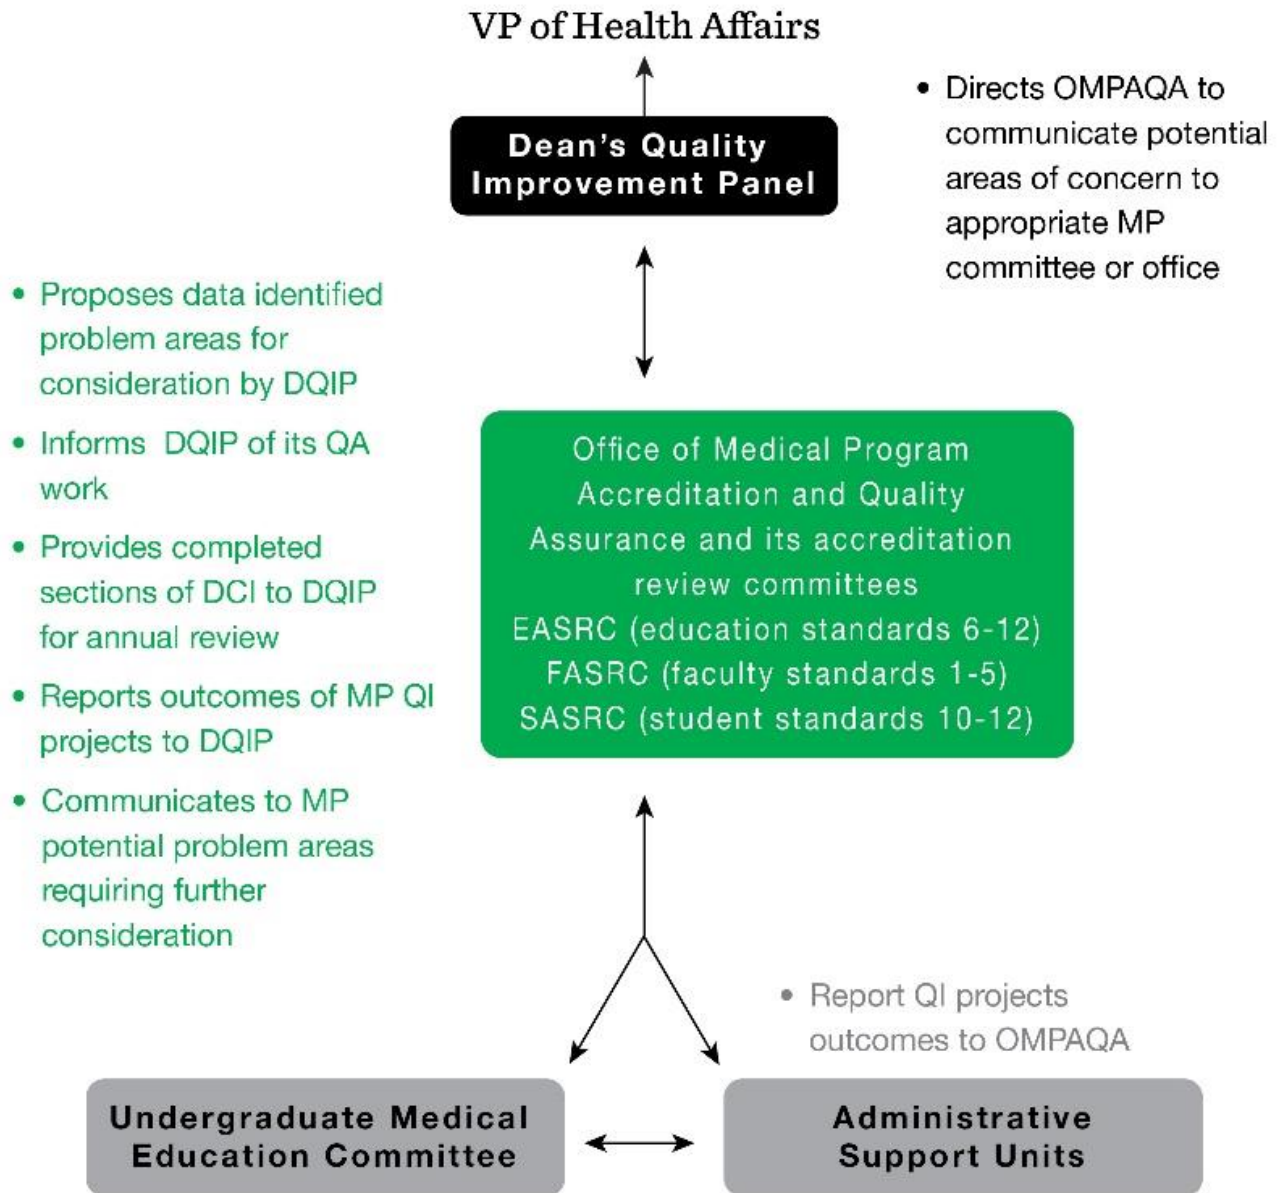 VP of Health Affairs
Dean's Quality
Improvement Panel
• Directs OMPAQA to
communicate potential
areas of concern to
appropriate MP
committee or office
• Proposes data identified
problem areas for
consideration by DQIP
• Informs DQIP of its QA
work
• Provides completed
sections of DCI to DQIP
for annual review
• Reports outcomes of MP QI
projects to DQIP
• Communicates to MP
potential problem areas
requiring further
consideration
Office of Medical Program
Accreditation and Quality
Assurance and its accreditation
review committees
EASRC (education standards 6-12)
FASRC (faculty standards 1-5)
SASRC (student standards 10-12)
• Report QI projects
outcomes to OMPAQA
Undergraduate Medical
Education Committee
Administrative
Support Units